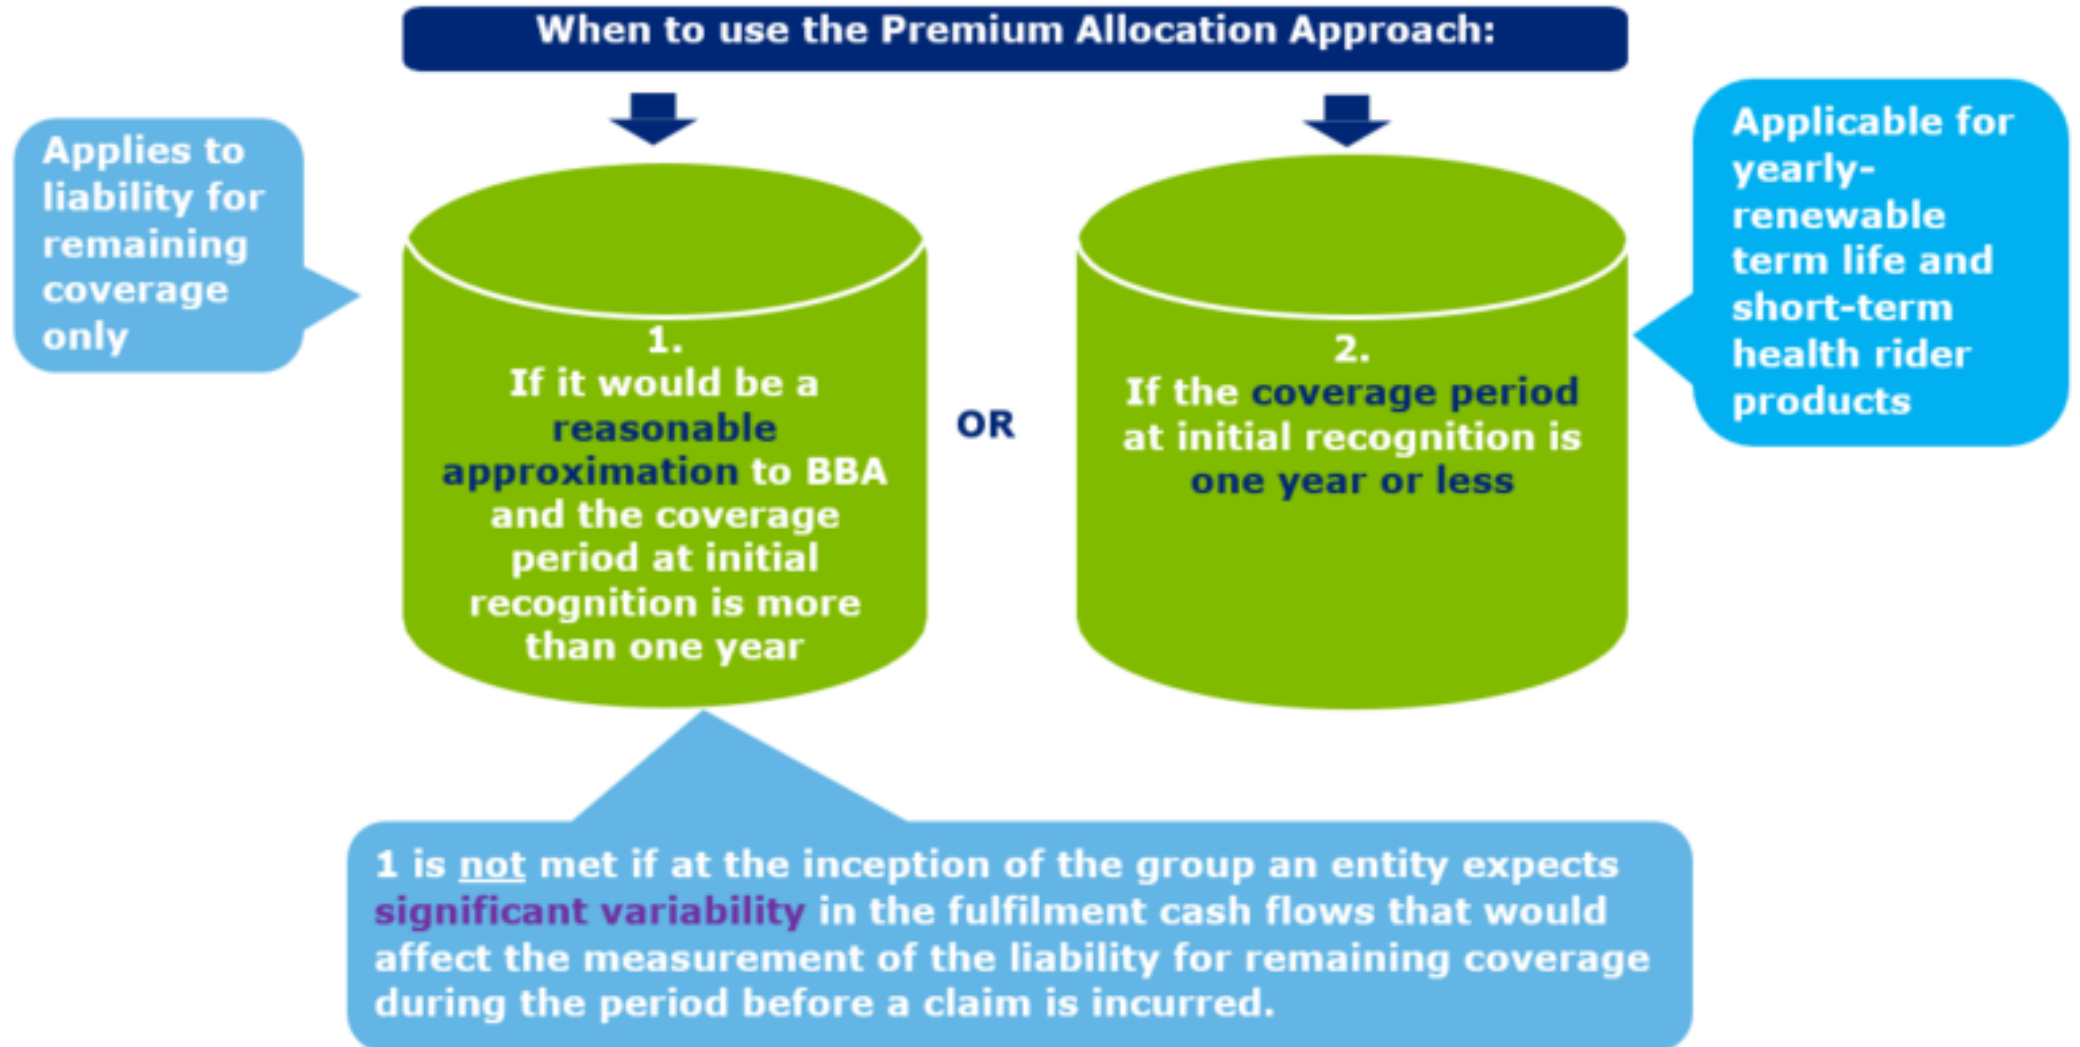 When to use the Premium Allocation Approach:
Applies to
liability for
remaining
coverage
only
1.
If it would be a
reasonable
approximation to BBA
and the coverage
period at initial
recognition is more
than one year
OR
2.
If the coverage period
at initial recognition is
one year or less
Applicable for
yearly-
renewable
term life and
short-term
health rider
products
1 is not met if at the inception of the group an entity expects
significant variability in the fulfilment cash flows that would
affect the measurement of the liability for remaining coverage
during the period before a claim is incurred.